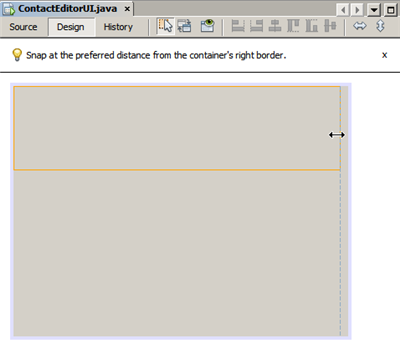 ContactEditorUI.java x
Source Design History
Snap at the preferred distance from the container's right border. x